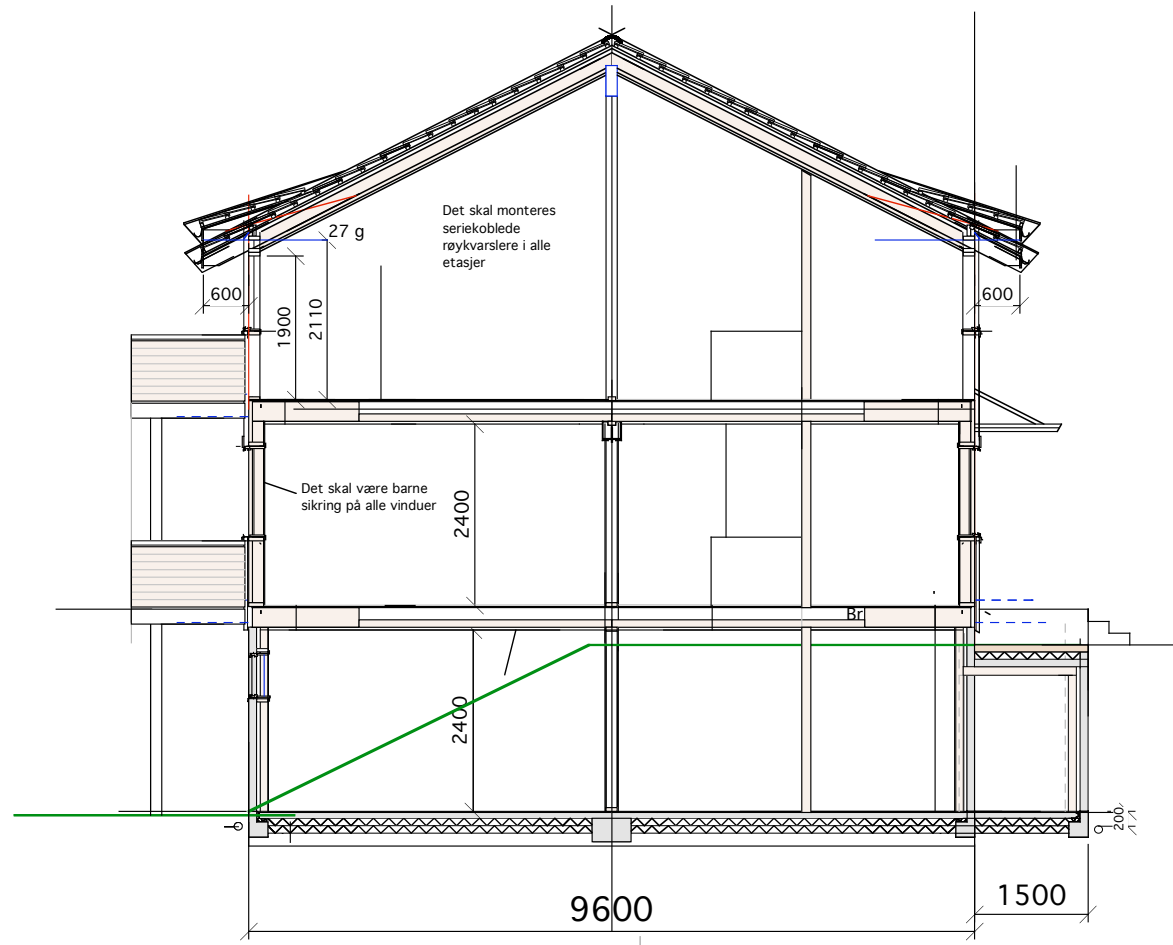 Det skal monteres
seriekoblede
røykvarslere i alle
etasjer
27 g
600
600
1900
2110
Det skal være barne
sikring på alle vinduer
2400
Br
2400
200
9600
1500